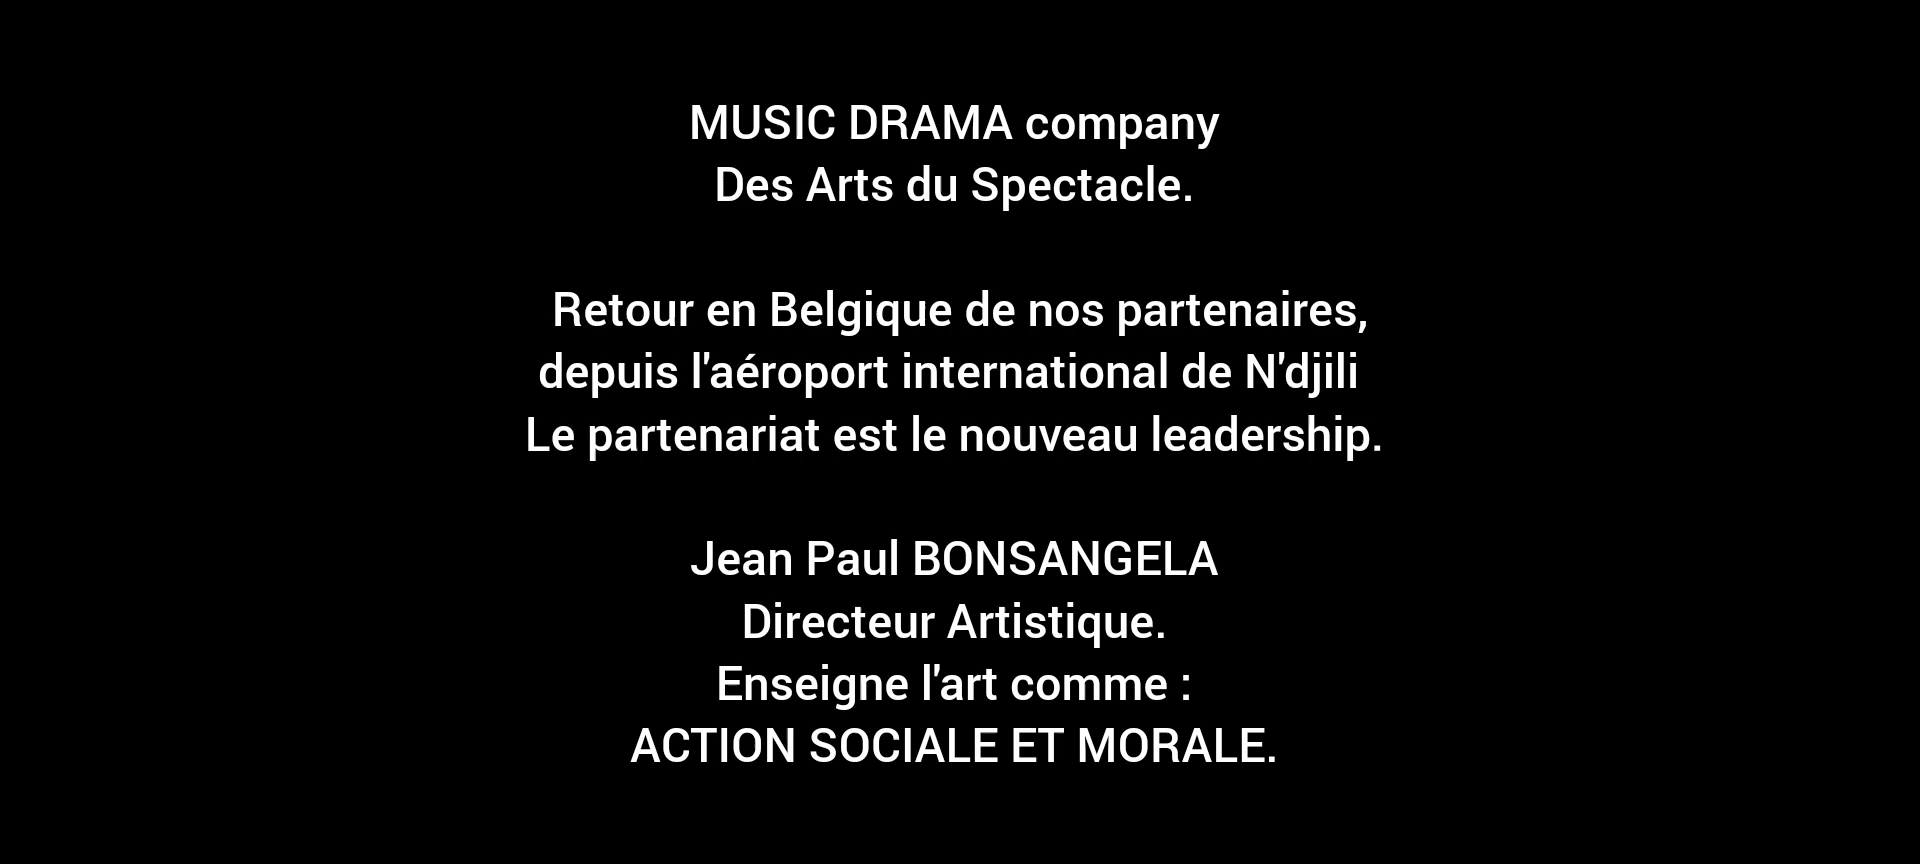 MUSIC DRAMA company
Des Arts du Spectacle.
Retour en Belgique de nos partenaires,
depuis l'aéroport international de N'djili
Le partenariat est le nouveau leadership.
Jean Paul BONSANGELA
Directeur Artistique.
Enseigne l'art comme :
ACTION SOCIALE ET MORALE.